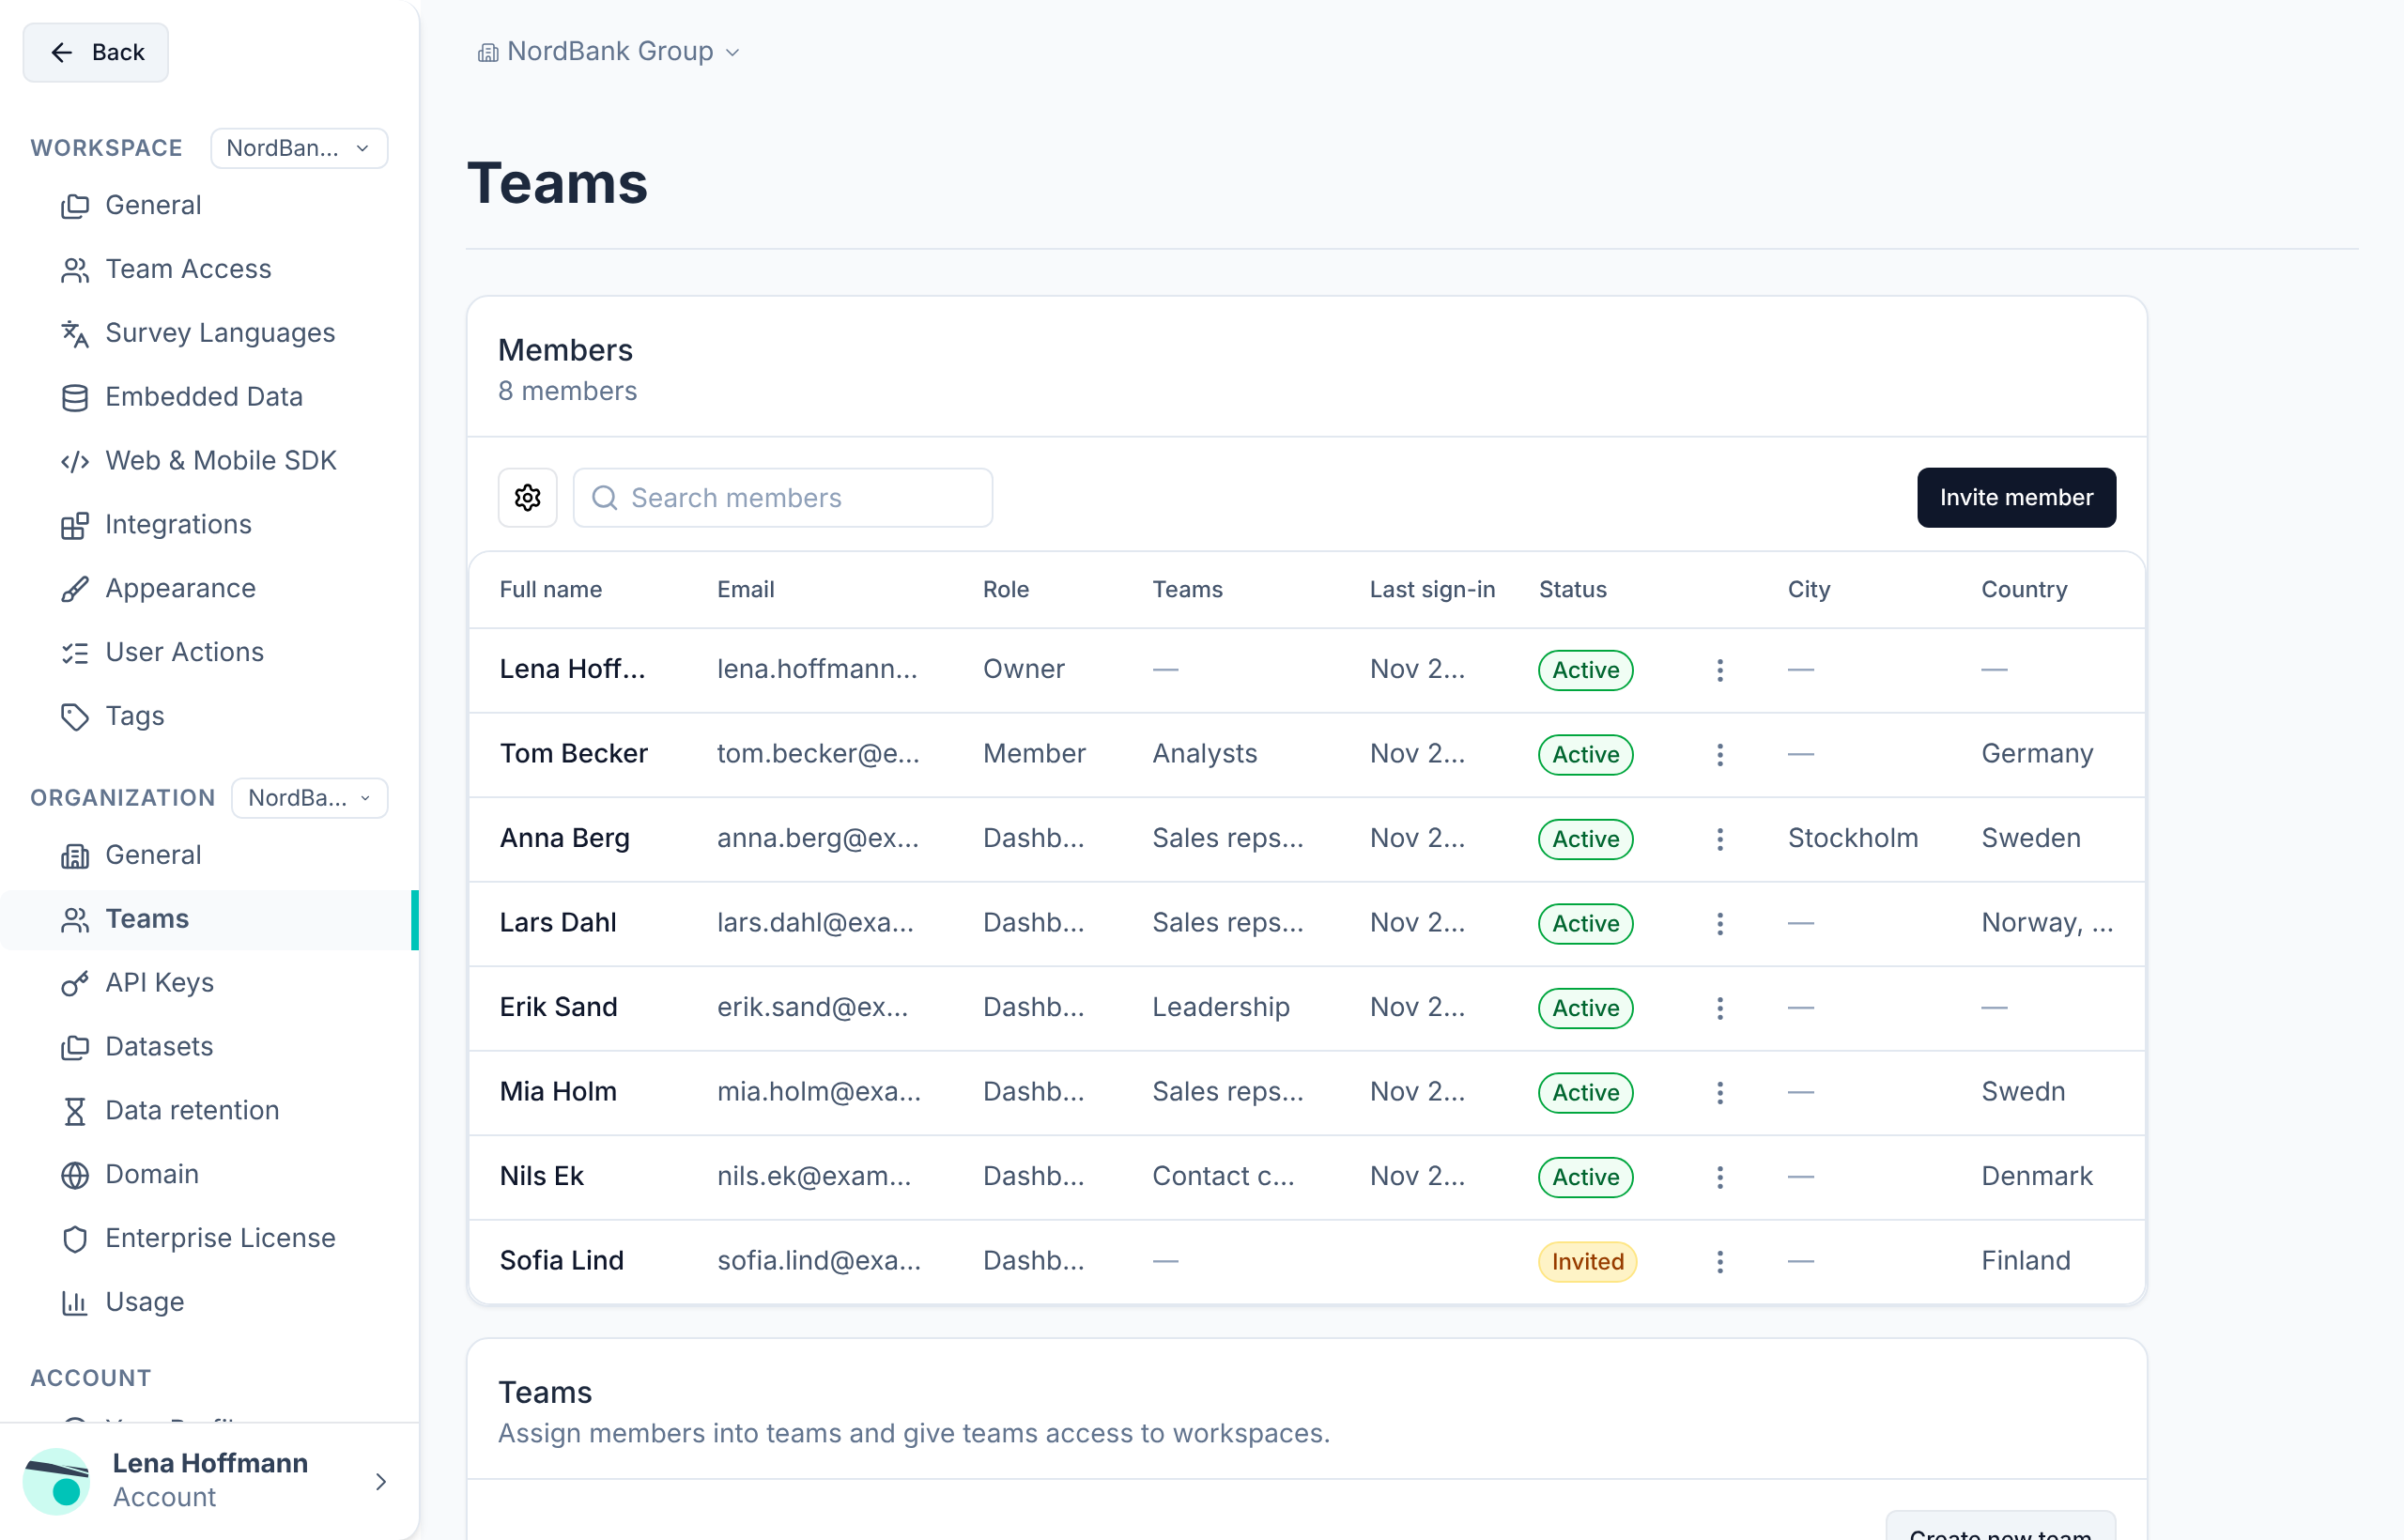 Back
WORKSPACE NordBan...
General
Team Access
Survey Languages
Embedded Data
Web & Mobile SDK
Integrations
Appearance
User Actions
Tags
ORGANIZATION NordBa...
General
Teams
API Keys
Datasets
Data retention
Domain
Enterprise License
Usage
ACCOUNT
Lena Hoffmann
Account
NordBank Group
Teams
Members
8 members
Search members
Invite member
Full name Email Role Teams Last sign-in Status City Country
Lena Hoff... lena.hoffmann... Owner — Nov 2... Active — —
Tom Becker tom.becker@e... Member Analysts Nov 2... Active — Germany
Anna Berg anna.berg@ex... Dashb... Sales reps... Nov 2... Active Stockholm Sweden
Lars Dahl lars.dahl@exa... Dashb... Sales reps... Nov 2... Active — Norway, ...
Erik Sand erik.sand@ex... Dashb... Leadership Nov 2... Active — —
Mia Holm mia.holm@exa... Dashb... Sales reps... Nov 2... Active — Swedn
Nils Ek nils.ek@exam... Dashb... Contact c... Nov 2... Active — Denmark
Sofia Lind sofia.lind@exa... Dashb... — Invited — Finland
Teams
Assign members into teams and give teams access to workspaces.
Create new team